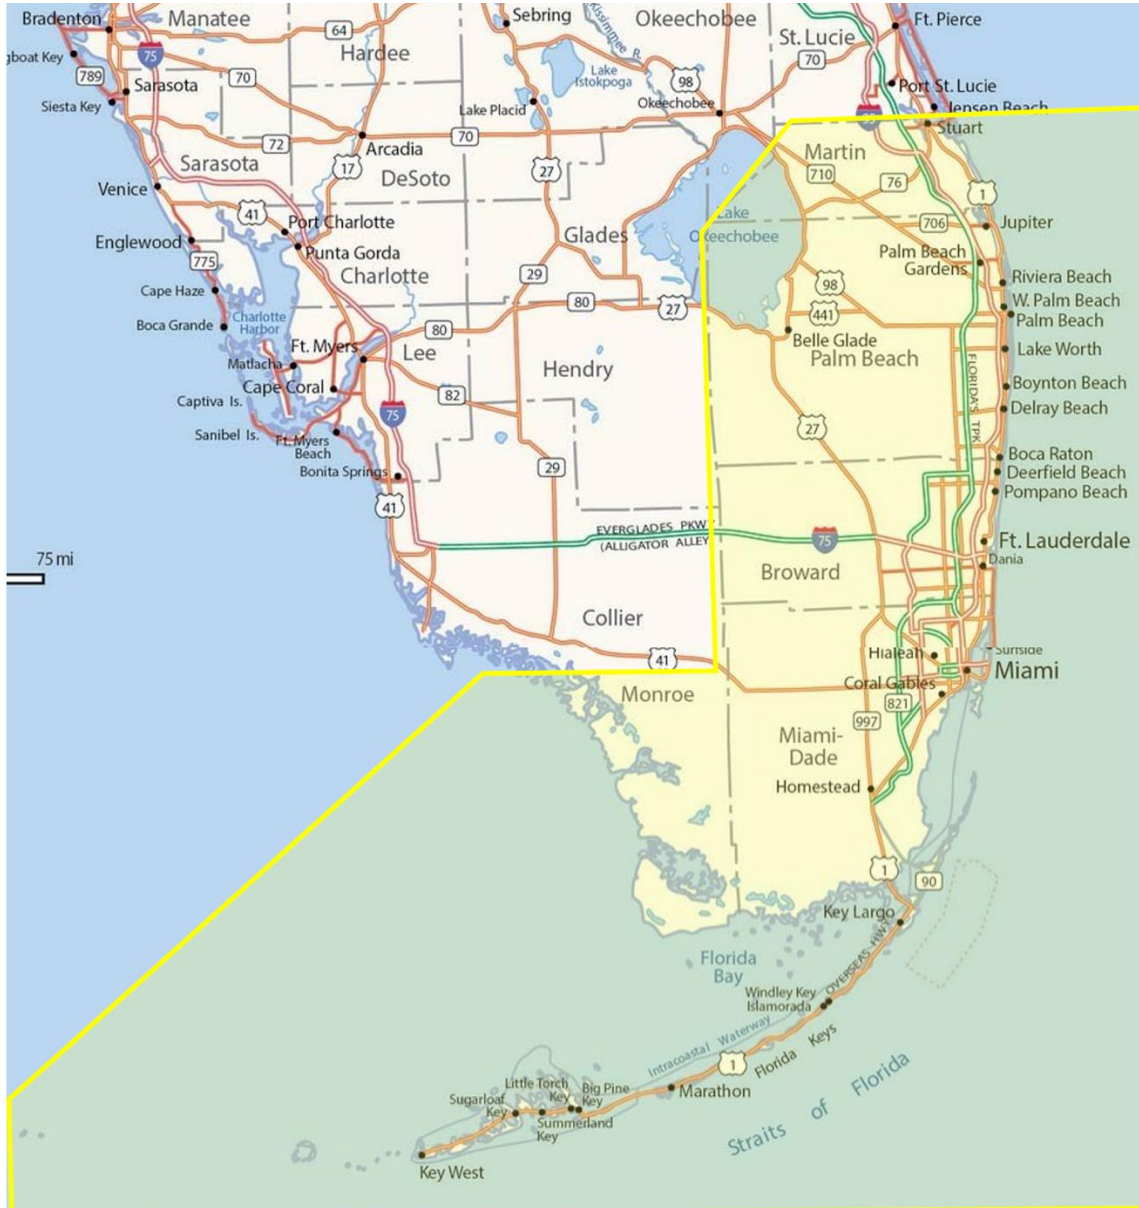 Bradenton
Manatee
64
Sebring
Okeechobee
Ft. Pierce
Kissimmee R.
Hardee
St. Lucie
gboat Key
75
70
789
Sarasota
Siesta Key
Lake
Istokpoga
98
70
Port St. Lucie
Lake Placid
Okeechobee
Jensen Beach
Stuart
72
Arcadia
70
Sarasota
17
DeSoto
27
Martin
710
76
1
Venice
41
Port Charlotte
Lake
Okeechobee
706
Jupiter
Englewood
Punta Gorda
Glades
775
Charlotte
29
Palm Beach
Gardens
Riviera Beach
Cape Haze
98
W. Palm Beach
80
27
441
Palm Beach
Charlotte
Harbor
Boca Grande
80
Belle Glade
Ft. Myers
Lee
Palm Beach
Lake Worth
Matlacha
Hendry
FLORIDA'S TPK
Cape Coral
82
Boynton Beach
Captiva Is.
75
Delray Beach
Sanibel Is.
Ft. Myers
Beach
27
Bonita Springs
29
Boca Raton
Deerfield Beach
Pompano Beach
41
EVERGLADES PKWY
(ALLIGATOR ALLEY
75
Ft. Lauderdale
75 mi
Dania
Broward
Collier
41
Hialeah
Surfside
Miami
Monroe
Coral Gables
821
997
Miami-
Dade
Homestead
1
90
Key Largo
Florida
Bay
OVERSEAS HWY
Windley Key
Islamorada
Intracoastal Waterway
1
Florida Keys
Little Torch
Key
Big Pine
Key
Marathon
Sugarloaf
Key
Summerland
Key
Straits of Florida
Key West